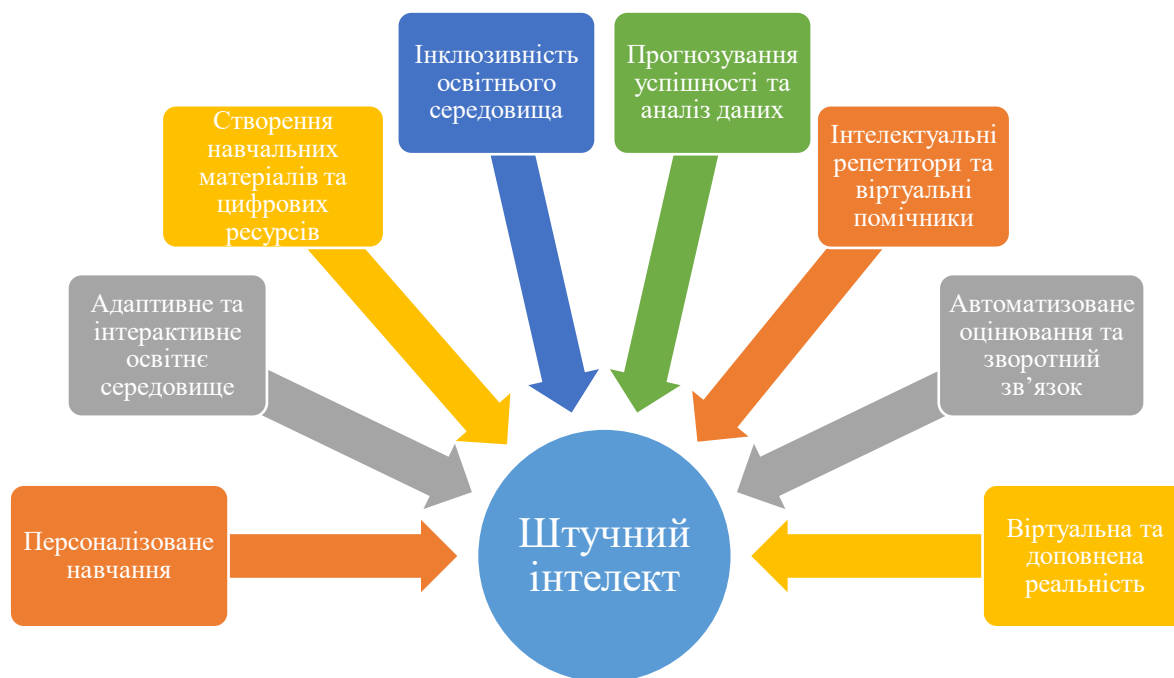 Інклюзивність
освітнього
середовища
Прогнозування
успішності та
аналіз даних
Створення
навчальних
матеріалів та
цифрових
ресурсів
Інтелектуальні
репетитори та
віртуальні
помічники
Адаптивне та
інтерактивне
освітнє
середовище
Автоматизоване
оцінювання та
зворотний
зв’язок
Персоналізоване
навчання
Штучний
інтелект
Віртуальна та
доповнена
реальність